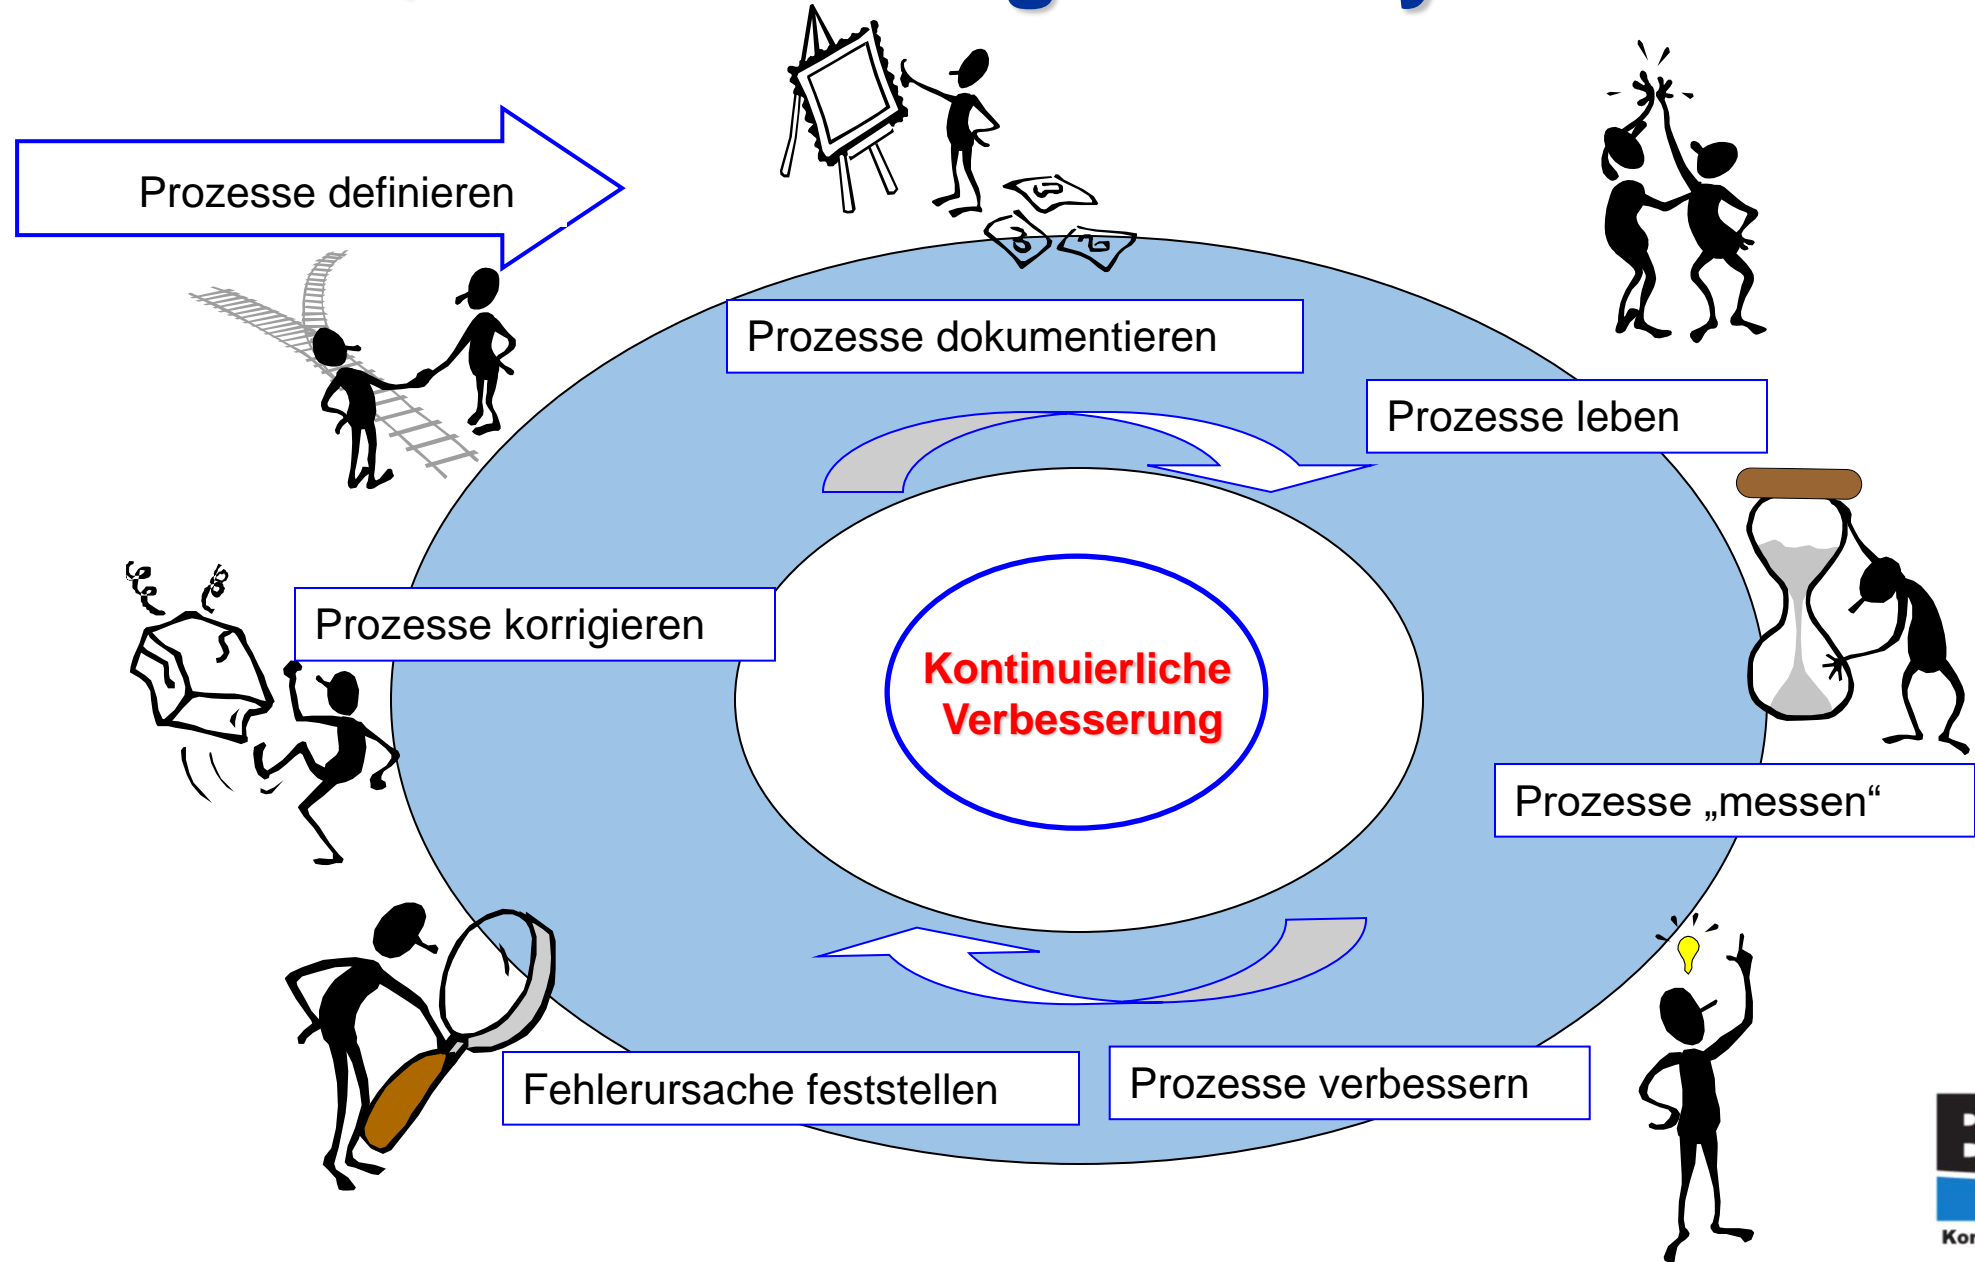 Prozesse definieren
Prozesse dokumentieren
Prozesse leben
Prozesse korrigieren
Kontinuierliche
Verbesserung
Prozesse „messen“
Fehlerursache feststellen
Prozesse verbessern